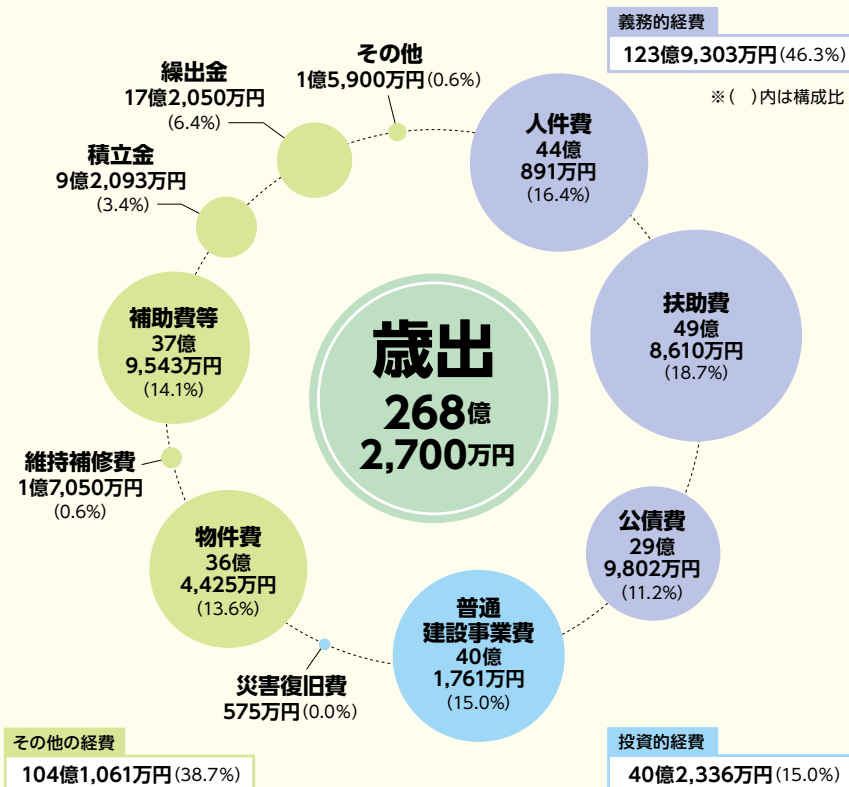 義務的経費
123億9,303万円(46.3%)
※(　)内は構成比
その他
1億5,900万円(0.6%)
繰出金
17億2,050万円
(6.4%)
積立金
9億2,093万円
(3.4%)
人件費
44億
891万円
(16.4%)
扶助費
49億
8,610万円
(18.7%)
補助費等
37億
9,543万円
(14.1%)
歳出
268億
2,700万円
維持補修費
1億7,050万円
(0.6%)
物件費
36億
4,425万円
(13.6%)
公債費
29億
9,802万円
(11.2%)
普通
建設事業費
40億
1,761万円
(15.0%)
災害復旧費
575万円(0.0%)
その他の経費
104億1,061万円(38.7%)
投資的経費
40億2,336万円(15.0%)